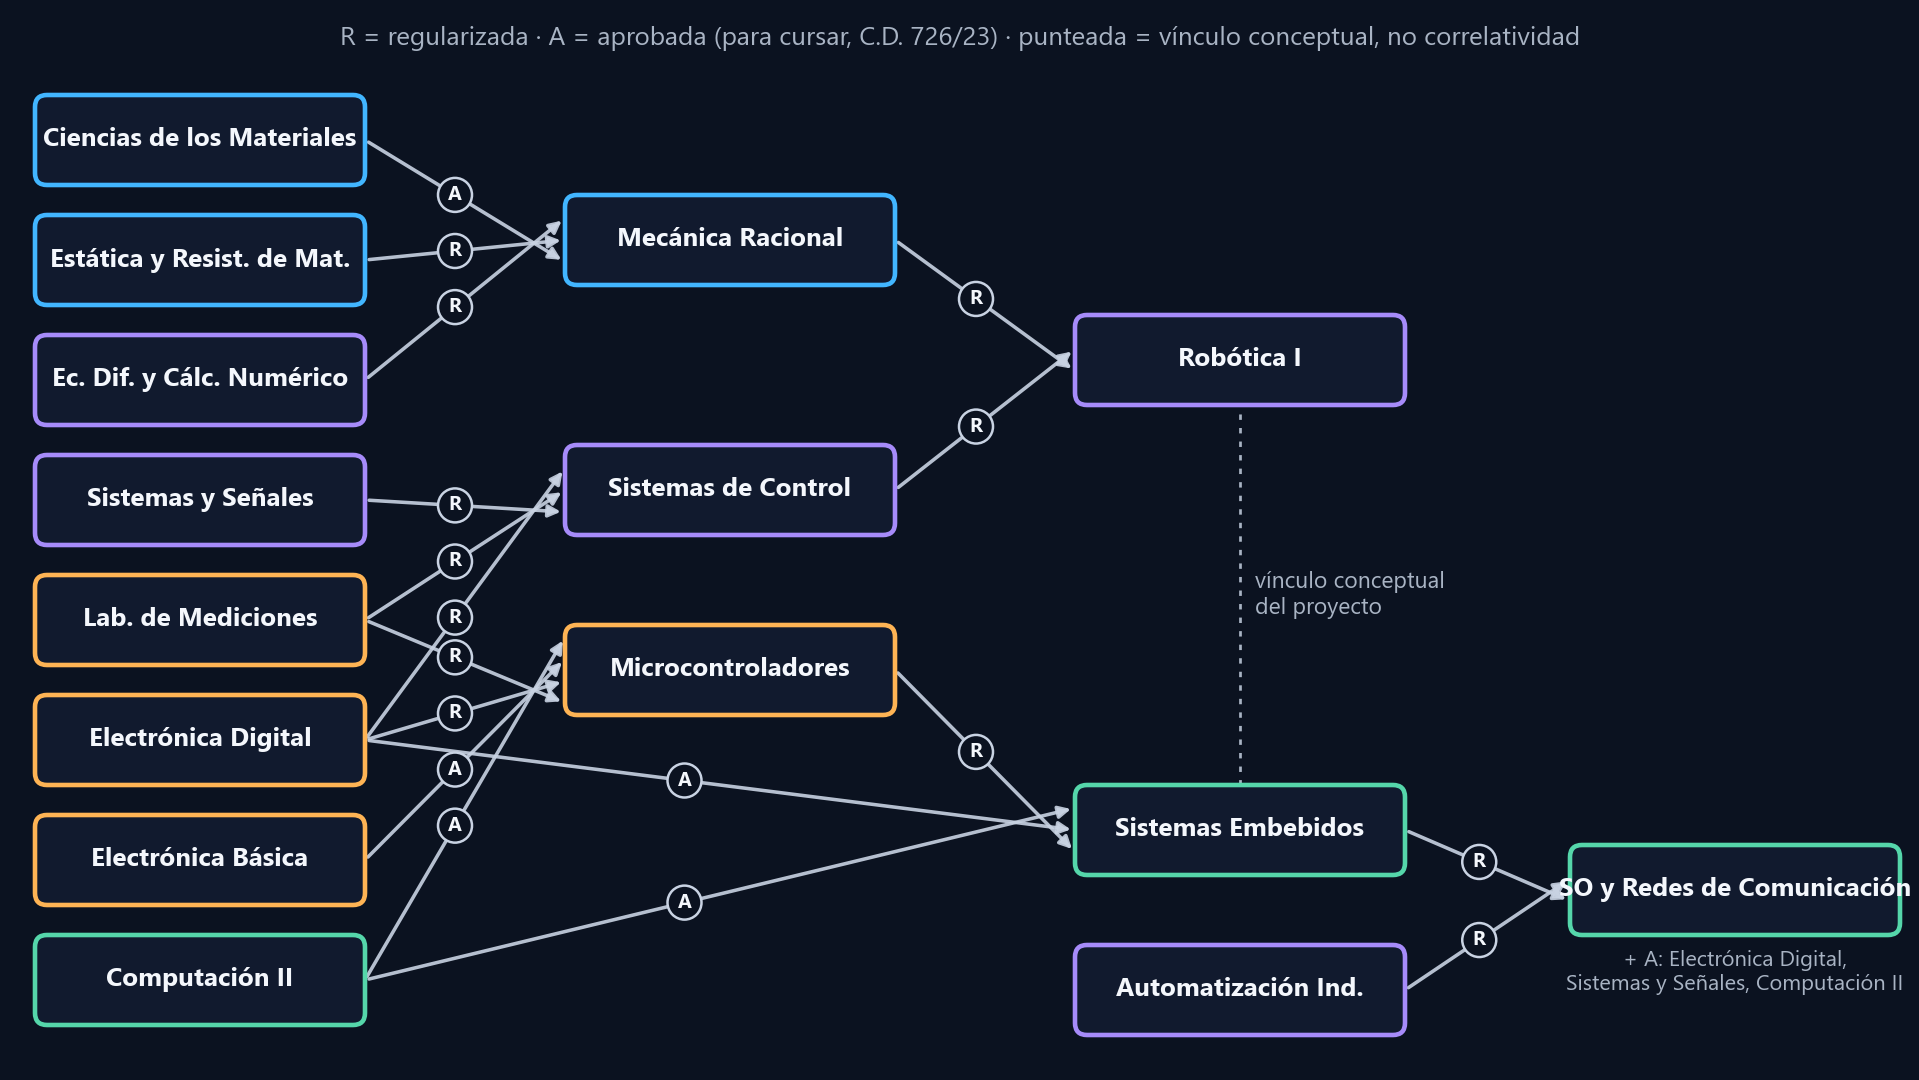 R = regularizada · A = aprobada (para cursar, C.D. 726/23) · punteada = vínculo conceptual, no correlatividad
Ciencias de los Materiales
A
Estática y Resist. de Mat.
R
Mecánica Racional
R
Ec. Dif. y Cálc. Numérico
R
Robótica I
Sistemas y Señales
R
Sistemas de Control
R
R
Lab. de Mediciones
R
R
vínculo conceptual
del proyecto
Microcontroladores
Electrónica Digital
R
A
A
R
Electrónica Básica
A
Sistemas Embebidos
R
SO y Redes de Comunicación
Computación II
A
Automatización Ind.
R
+ A: Electrónica Digital,
Sistemas y Señales, Computación II